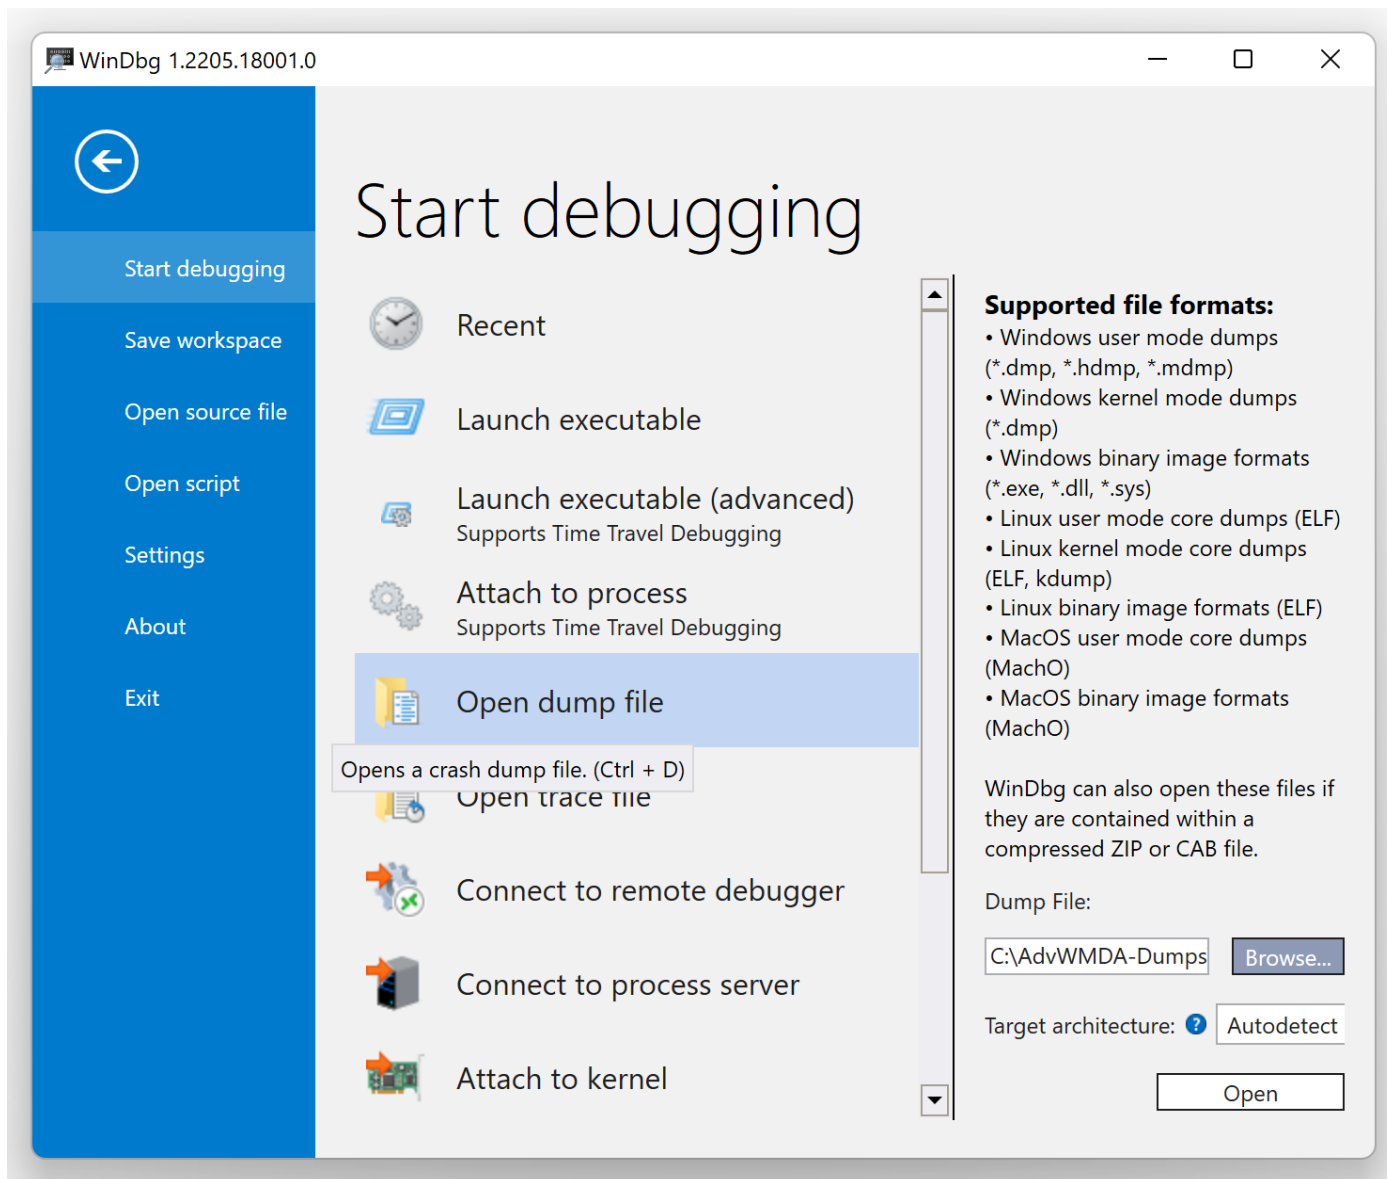 WinDbg 1.2205.18001.0
Start debugging
Save workspace
Open source file
Open script
Settings
About
Exit
Start debugging
Recent
Launch executable
Launch executable (advanced)
Supports Time Travel Debugging
Attach to process
Supports Time Travel Debugging
Open dump file
Opens a crash dump file. (Ctrl + D)
Open trace file
Connect to remote debugger
Connect to process server
Attach to kernel
Supported file formats:
• Windows user mode dumps
(*.dmp, *.hdmp, *.mdmp)
• Windows kernel mode dumps
(*.dmp)
• Windows binary image formats
(*.exe, *.dll, *.sys)
• Linux user mode core dumps (ELF)
• Linux kernel mode core dumps
(ELF, kdump)
• Linux binary image formats (ELF)
• MacOS user mode core dumps
(MachO)
• MacOS binary image formats
(MachO)
WinDbg can also open these files if
they are contained within a
compressed ZIP or CAB file.
Dump File:
C:\AdvWMDA-Dumps
Browse...
Target architecture: ? Autodetect
Open